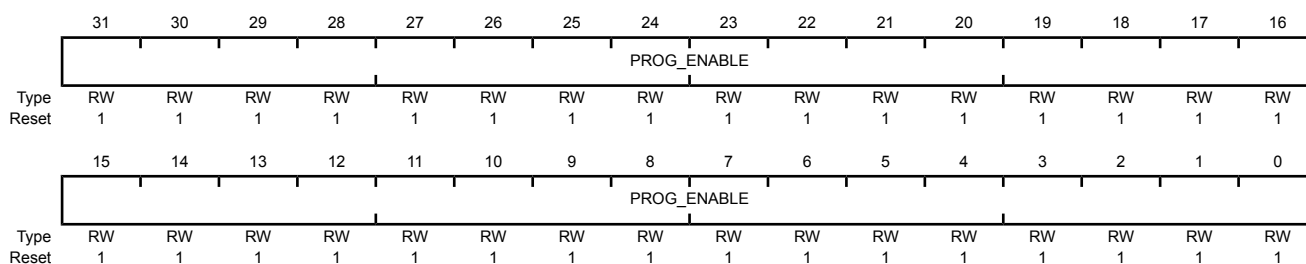 31 30 29 28 27 26 25 24 23 22 21 20 19 18 17 16
PROG_ENABLE
Type RW RW RW RW RW RW RW RW RW RW RW RW RW RW RW RW
Reset 1 1 1 1 1 1 1 1 1 1 1 1 1 1 1 1
15 14 13 12 11 10 9 8 7 6 5 4 3 2 1 0
PROG_ENABLE
Type RW RW RW RW RW RW RW RW RW RW RW RW RW RW RW RW
Reset 1 1 1 1 1 1 1 1 1 1 1 1 1 1 1 1